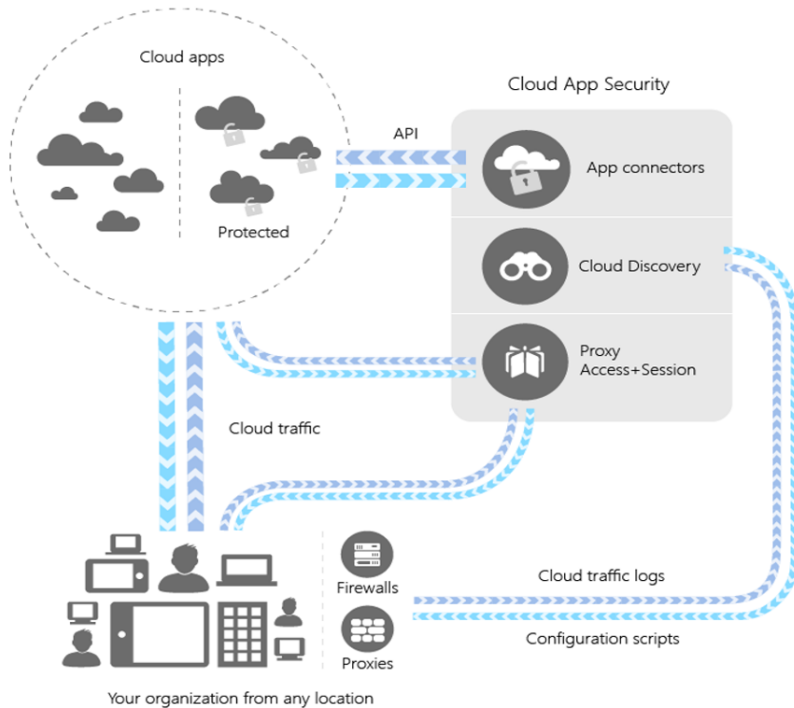 Cloud apps
Cloud App Security
API
App connectors
Protected
Cloud Discovery
Proxy
Access+Session
Cloud traffic
Firewalls
Cloud traffic logs
Configuration scripts
Proxies
Your organization from any location